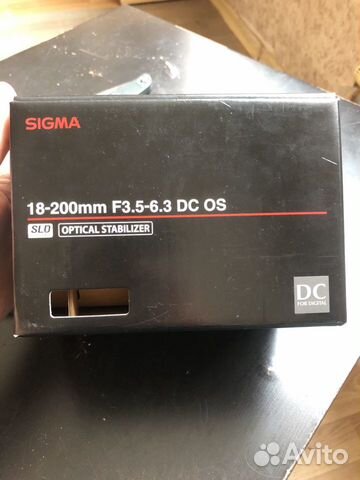 SIGMA
18-200mm F3.5-6.3 DC OS
SLD OPTICAL STABILIZER
DC
FOR DIGITAL
Avito